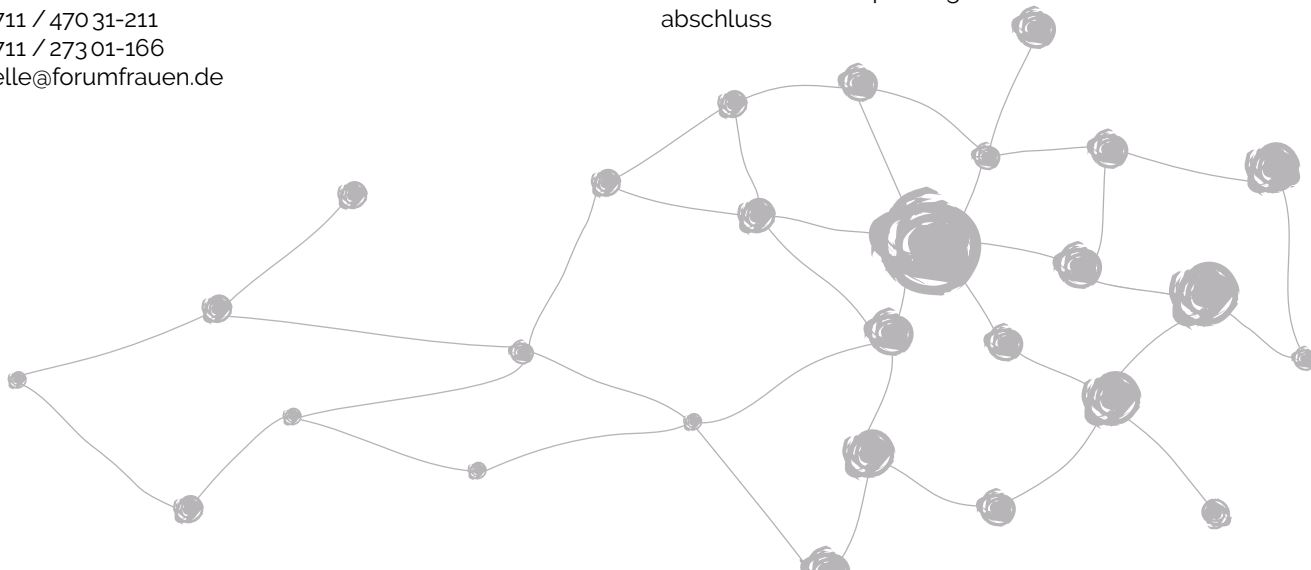 711 / 470 31-211
711 / 273 01-166
elle@forumfrauen.de
abschluss